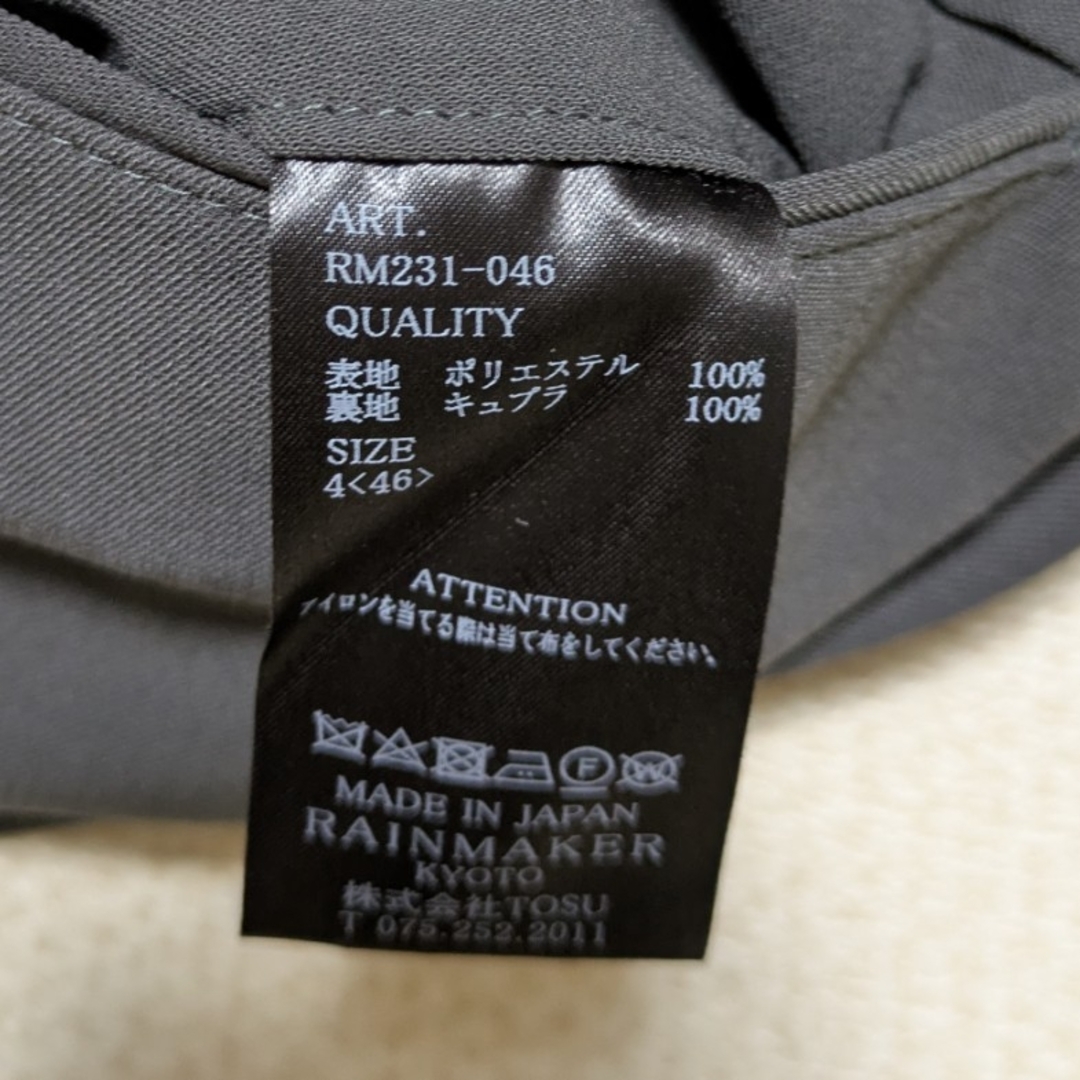 ART.
RM231-046
QUALITY
表地 ポリエステル 100%
裏地 キュプラ 100%
SIZE
4<46>
ATTENTION
アイロンを当てる際は当て布をしてください。
F W
MADE IN JAPAN
RAINMAKER
KYOTO
株式会社TOSU
T 075.252.2011